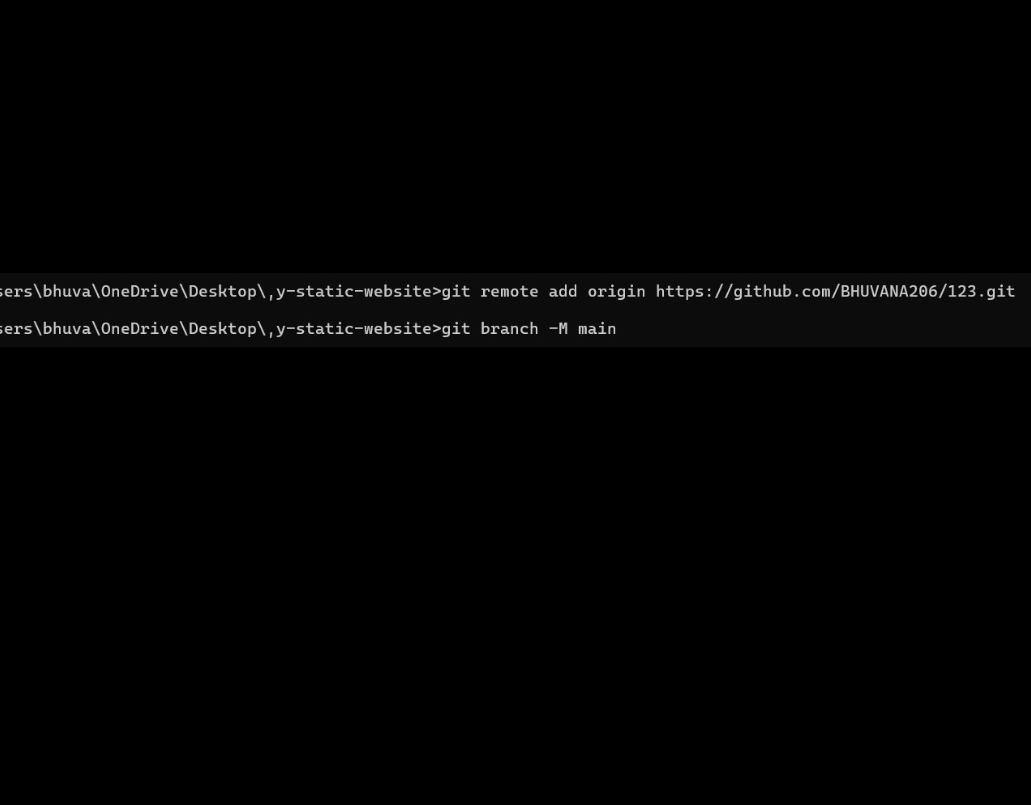 sers\bhuva\OneDrive\Desktop\,y-static-website>git remote add origin https://github.com/BHUVANA206/123.git
sers\bhuva\OneDrive\Desktop\,y-static-website>git branch -M main